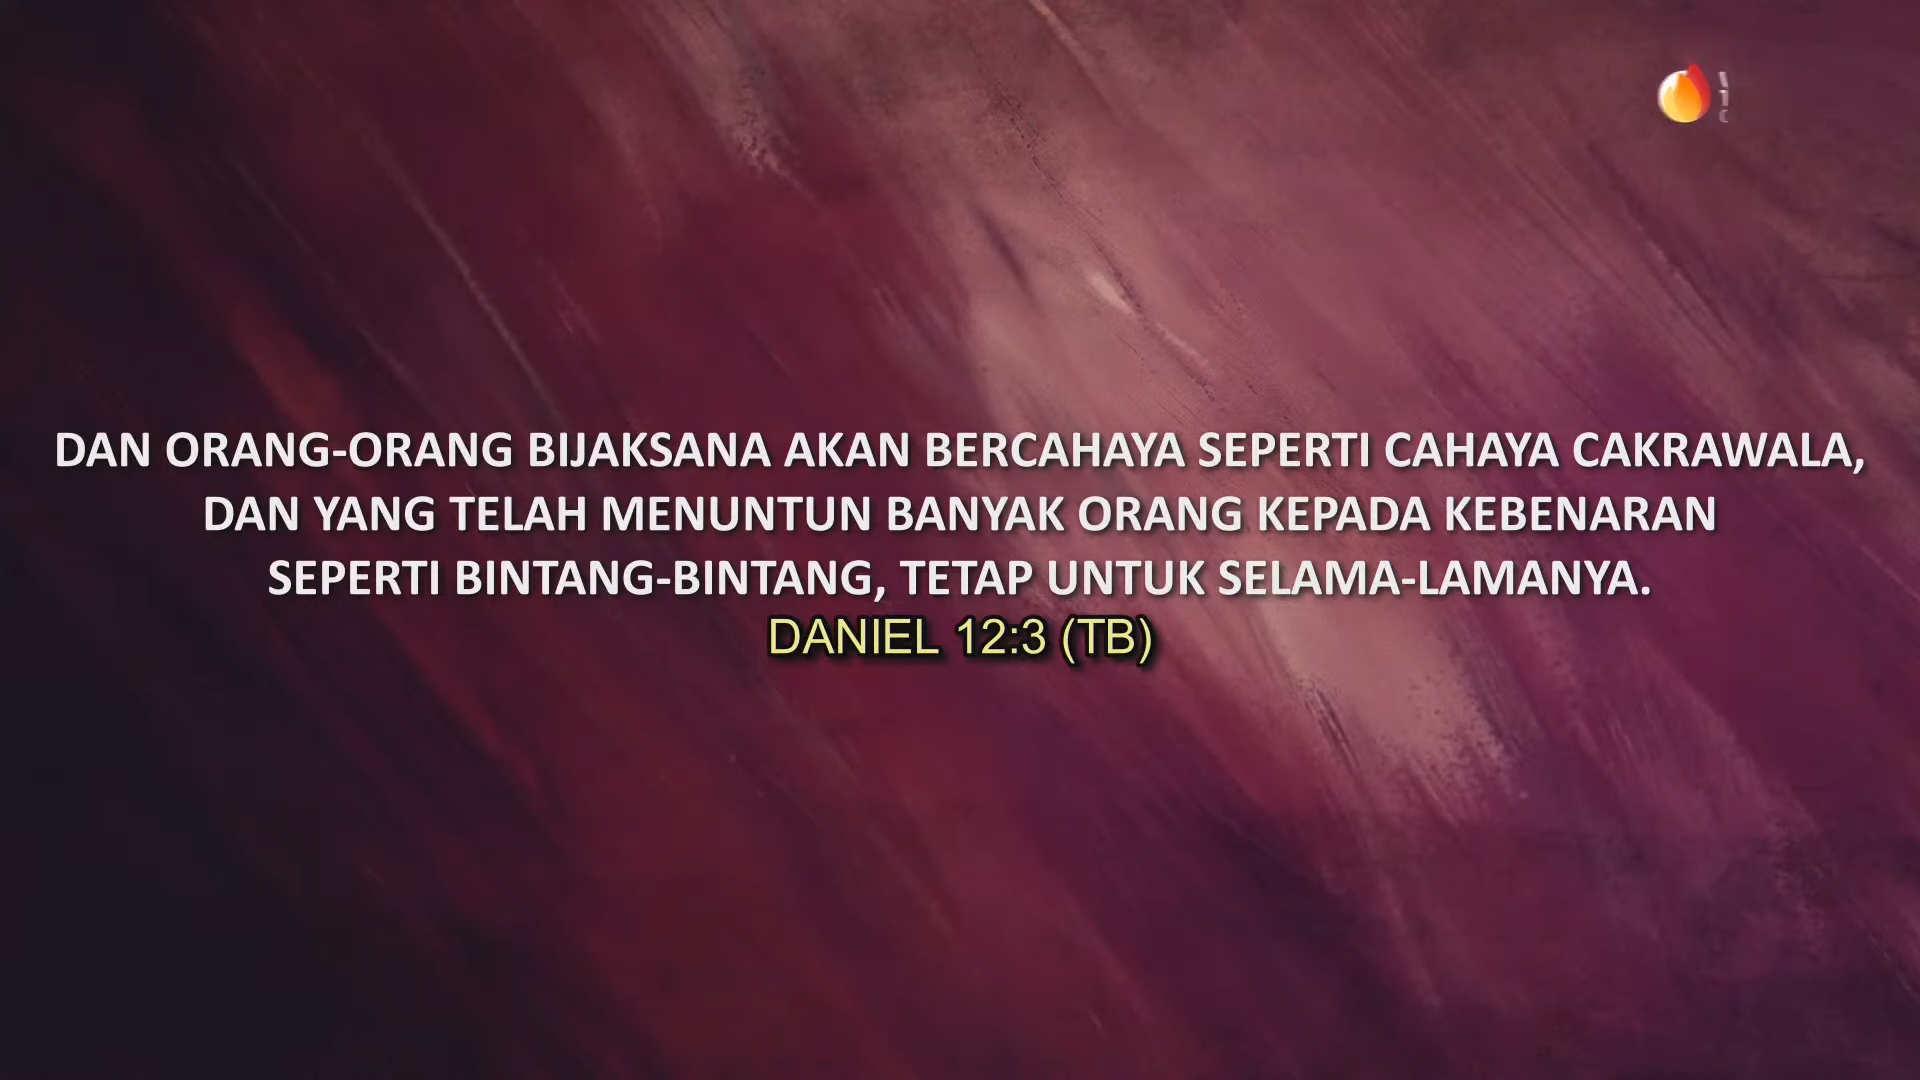 DAN ORANG-ORANG BIJAKSANA AKAN BERCAHAYA SEPERTI CAHAYA CAKRAWALA,
DAN YANG TELAH MENUNTUN BANYAK ORANG KEPADA KEBENARAN
SEPERTI BINTANG-BINTANG, TETAP UNTUK SELAMA-LAMANYA.
DANIEL 12:3 (TB)